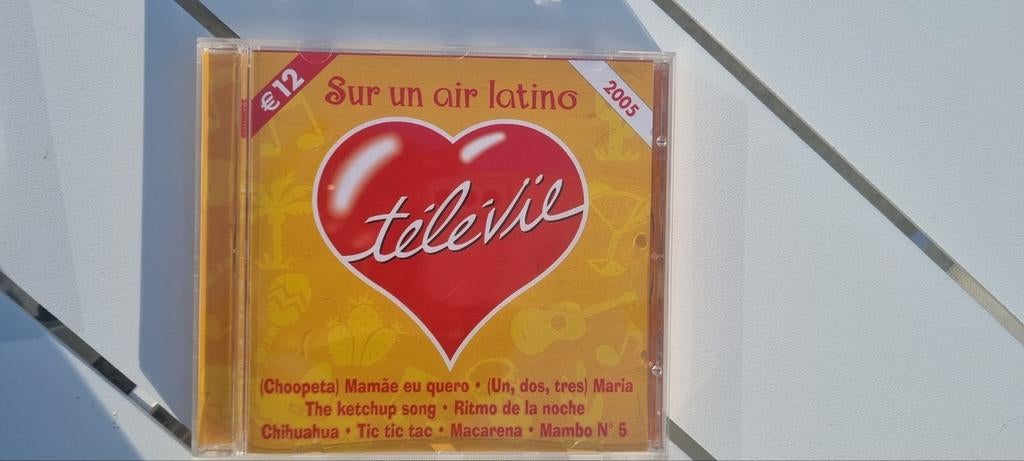 €12
Sur un air latino
2005
télévie
(Choopeta) Mamãe eu quero • (Un, dos, tres) Maria
The ketchup song • Ritmo de la noche
Chihuahua • Tic tic tac • Macarena • Mambo N° 5